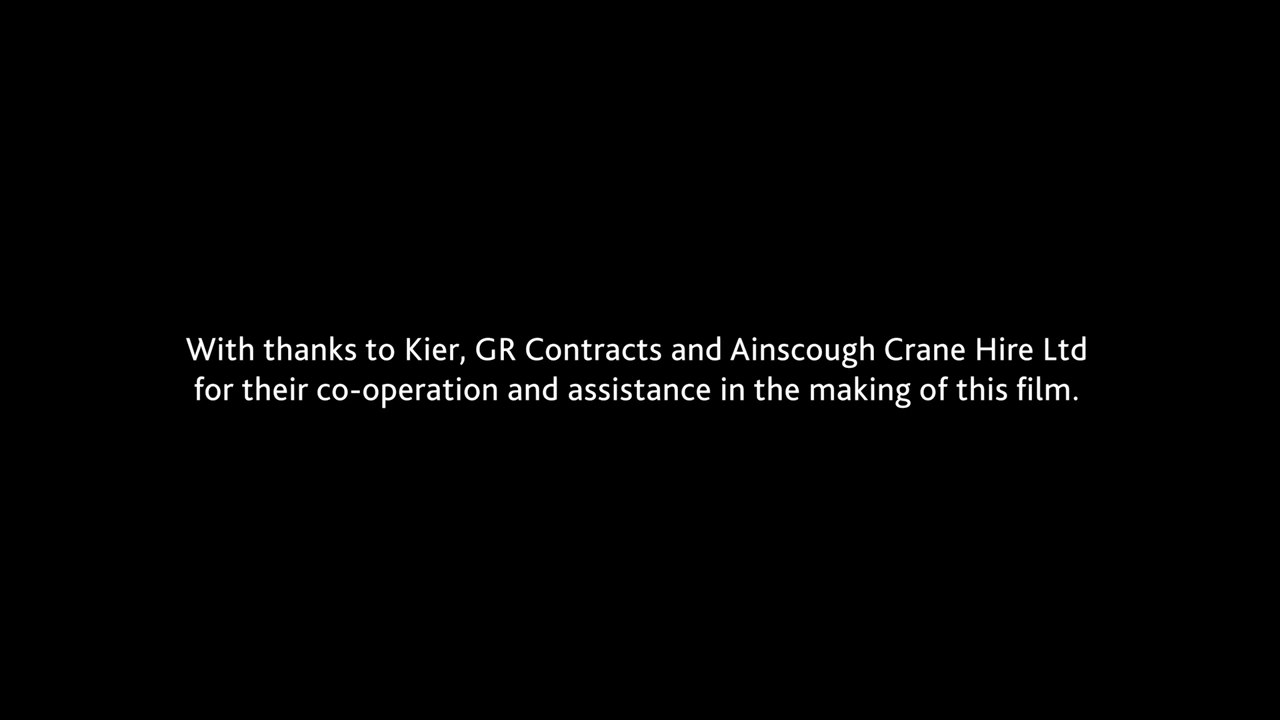 With thanks to Kier, GR Contracts and Ainscough Crane Hire Ltd
for their co-operation and assistance in the making of this film.